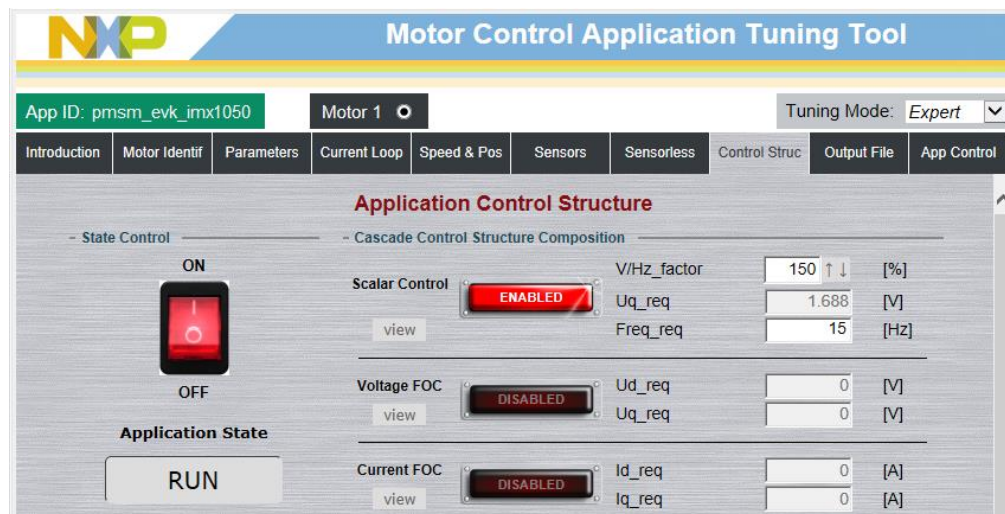 NXP
Motor Control Application Tuning Tool
App ID: pmsm_evk_imx1050
Motor 1
Tuning Mode: Expert
Introduction
Motor Identif
Parameters
Current Loop
Speed & Pos
Sensors
Sensorless
Control Struc
Output File
App Control
Application Control Structure
State Control
ON
OFF
Application State
RUN
Cascade Control Structure Composition
Scalar Control
view
ENABLED
V/Hz_factor 150 ↑↓ [%]
Uq_req 1.688 [V]
Freq_req 15 [Hz]
Voltage FOC
view
DISABLED
Ud_req 0 [V]
Uq_req 0 [V]
Current FOC
view
DISABLED
Id_req 0 [A]
Iq_req 0 [A]